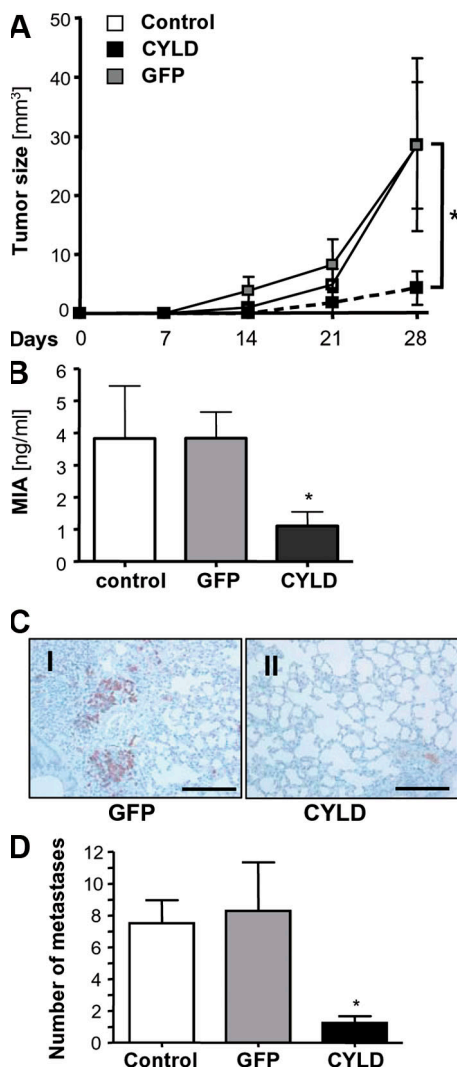 A
Control
CYLD
GFP
Tumor size [mm³]
50
40
30
20
10
0
*
Days 0 7 14 21 28
B
MIA [ng/ml]
6
5
4
3
2
1
0
*
control GFP CYLD
C
I II
GFP CYLD
D
Number of metastases
12
10
8
6
4
2
0
*
Control GFP CYLD